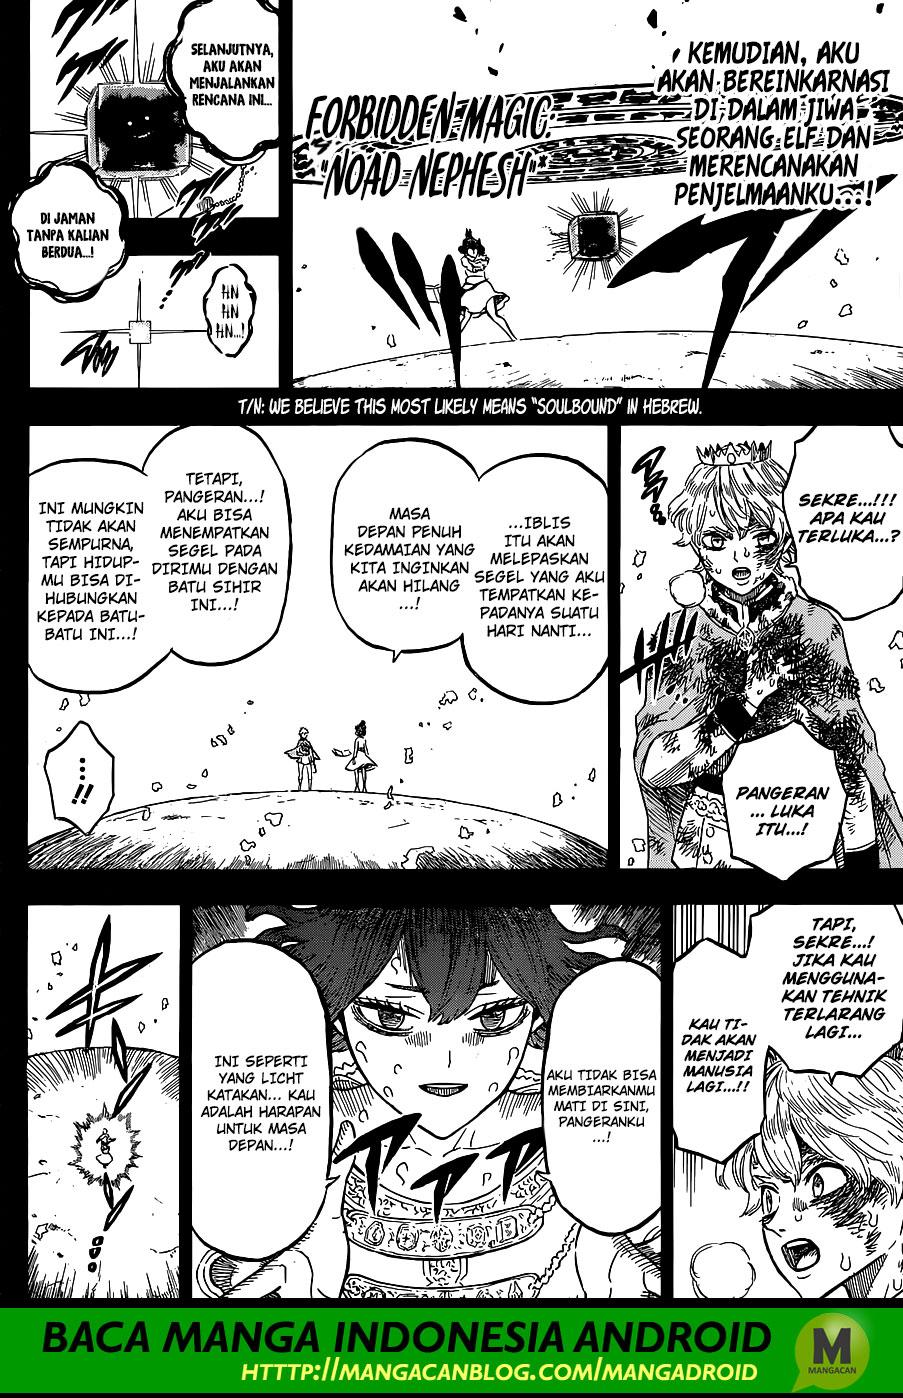 KEMUDIAN, AKU
AKAN BEREINKARNASI
DI DALAM JIWA
SEORANG ELF DAN
MERENCANAKAN
PENJELMAANKU...!
FORBIDDEN MAGIC:
"NOAD NEPHESH"*
SELANJUTNYA,
AKU AKAN
MENJALANKAN
RENCANA INI...
DI JAMAN
TANPA KALIAN
BERDUA...!
HN
HN
HN...!
T/N: WE BELIEVE THIS MOST LIKELY MEANS "SOULBOUND" IN HEBREW.
SEKRE...!!!
APA KAU
TERLUKA...?
PANGERAN
... LUKA
ITU...!
...IBLIS
ITU AKAN
MELEPASKAN
SEGEL YANG AKU
TEMPATKAN KE-
PADANYA SUATU
HARI NANTI...
MASA
DEPAN PENUH
KEDAMAIAN YANG
KITA INGINKAN
AKAN HILANG
...!
TETAPI,
PANGERAN...!
AKU BISA
MENEMPATKAN
SEGEL PADA
DIRIMU DENGAN
BATU SIHIR
INI...!
INI MUNGKIN
TIDAK AKAN
SEMPURNA,
TAPI HIDUP-
MU BISA DI-
HUBUNGKAN
KEPADA BATU-
BATU INI...!
...!!
TAPI,
SEKRE...!
JIKA KAU
MENGGUNA-
KAN TEHNIK
TERLARANG
LAGI...
KAU TI-
DAK AKAN
MENJADI
MANUSIA
LAGI...!!
AKU TIDAK BISA
MEMBIARKANMU
MATI DI SINI,
PANGERANKU
...!
INI SEPERTI
YANG LICHT
KATAKAN... KAU
ADALAH HARAPAN
UNTUK MASA
DEPAN...!
BACA MANGA INDONESIA ANDROID
HTTTP://MANGACANBLOG.COM/MANGADROID
M
MANGACAN